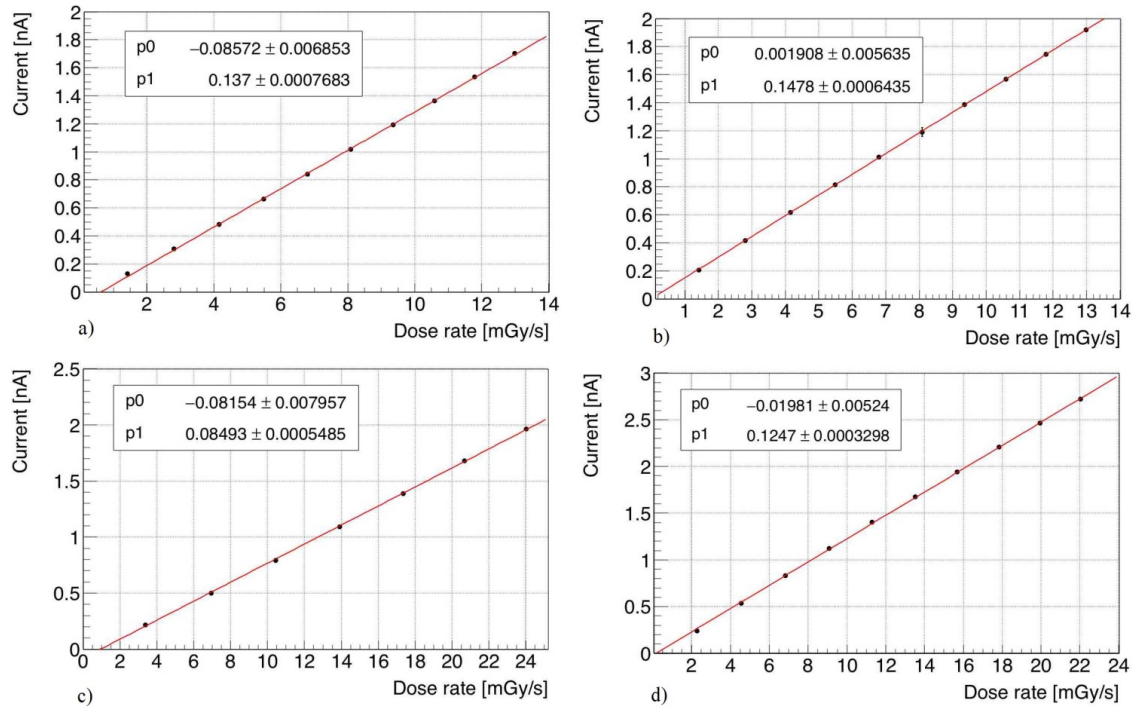 Current [nA]
2
1.8
1.6
1.4
1.2
1
0.8
0.6
0.4
0.2
0
p0 −0.08572 ± 0.006853
p1 0.137 ± 0.0007683
2 4 6 8 10 12 14
Dose rate [mGy/s]
a)
Current [nA]
2
1.8
1.6
1.4
1.2
1
0.8
0.6
0.4
0.2
0
p0 0.001908 ± 0.005635
p1 0.1478 ± 0.0006435
1 2 3 4 5 6 7 8 9 10 11 12 13 14
Dose rate [mGy/s]
b)
Current [nA]
2.5
2
1.5
1
0.5
0
p0 −0.08154 ± 0.007957
p1 0.08493 ± 0.0005485
0 2 4 6 8 10 12 14 16 18 20 22 24
Dose rate [mGy/s]
c)
Current [nA]
3
2.5
2
1.5
1
0.5
0
p0 −0.01981 ± 0.00524
p1 0.1247 ± 0.0003298
2 4 6 8 10 12 14 16 18 20 22 24
Dose rate [mGy/s]
d)